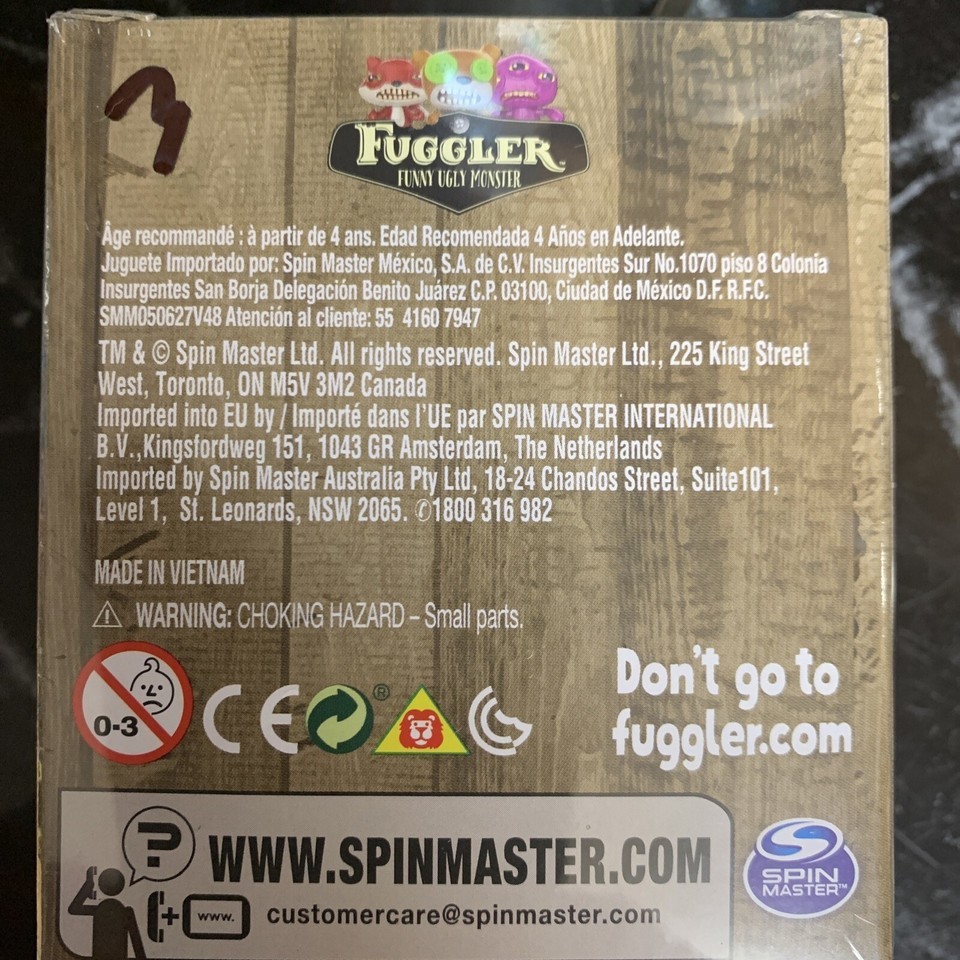 FUGGLER™
FUNNY UGLY MONSTER
Âge recommandé : à partir de 4 ans. Edad Recomendada 4 Años en Adelante.
Juguete Importado por: Spin Master México, S.A. de C.V. Insurgentes Sur No.1070 piso 8 Colonia
Insurgentes San Borja Delegación Benito Juárez C.P. 03100, Ciudad de México D.F. R.F.C.
SMM050627V48 Atención al cliente: 55 4160 7947
TM & © Spin Master Ltd. All rights reserved. Spin Master Ltd., 225 King Street
West, Toronto, ON M5V 3M2 Canada
Imported into EU by / Importé dans l'UE par SPIN MASTER INTERNATIONAL
B.V.,Kingsfordweg 151, 1043 GR Amsterdam, The Netherlands
Imported by Spin Master Australia Pty Ltd, 18-24 Chandos Street, Suite101,
Level 1, St. Leonards, NSW 2065. ✆1800 316 982
MADE IN VIETNAM
⚠ WARNING: CHOKING HAZARD – Small parts.
0-3
CE
®
Don't go to
fuggler.com
?
WWW.SPINMASTER.COM
+ www. customercare@spinmaster.com
SPIN
MASTER™